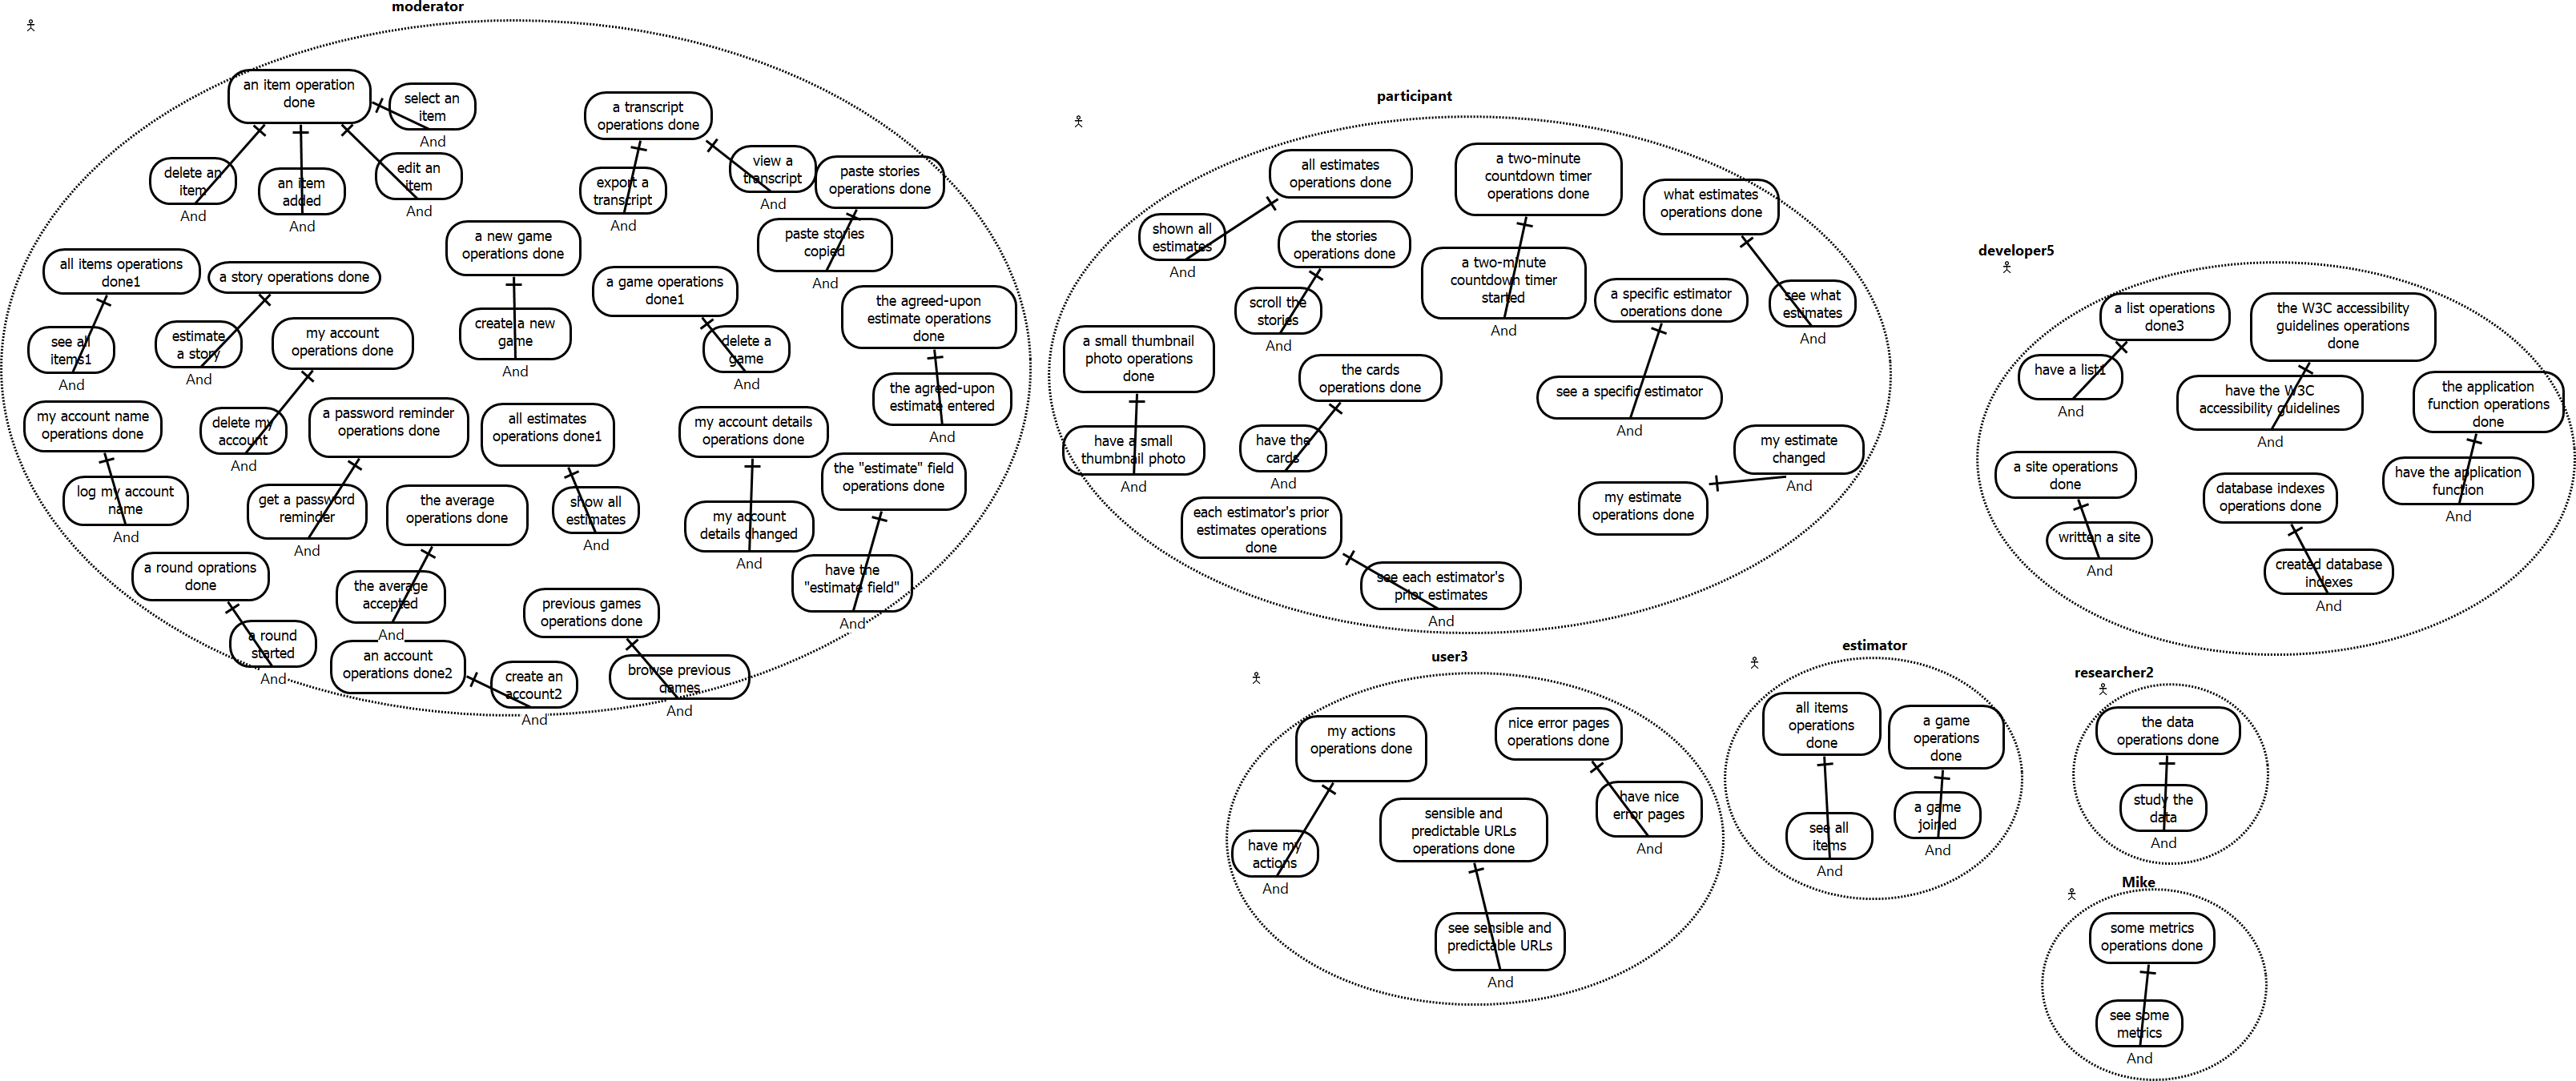 moderator
an item operation
done
select an
item
And
delete an
item
And
an item
added
And
edit an
item
And
a transcript
operations done
export a
transcript
And
view a
transcript
And
paste stories
operations done
paste stories
copied
And
all items operations
done1
see all
items1
And
a story operations done
estimate
a story
And
a new game
operations done
create a new
game
And
a game operations
done1
delete a
game
And
the agreed-upon
estimate operations
done
the agreed-upon
estimate entered
And
my account
operations done
delete my
account
And
my account name
operations done
log my account
name
And
a password reminder
operations done
get a password
reminder
And
all estimates
operations done1
show all
estimates
And
my account details
operations done
my account
details changed
And
the "estimate" field
operations done
have the
"estimate field"
And
the average
operations done
the average
accepted
And
a round oprations
done
a round
started
And
an account
operations done2
create an
account2
And
previous games
operations done
browse previous
games
And
participant
all estimates
operations done
shown all
estimates
And
a two-minute
countdown timer
operations done
a two-minute
countdown timer
started
And
what estimates
operations done
see what
estimates
And
the stories
operations done
scroll the
stories
And
a specific estimator
operations done
see a specific estimator
And
a small thumbnail
photo operations
done
have a small
thumbnail photo
And
the cards
operations done
have the
cards
And
my estimate
changed
And
my estimate
operations done
each estimator's prior
estimates operations
done
see each estimator's
prior estimates
And
developer5
a list operations
done3
have a list1
And
the W3C accessibility
guidelines operations
done
have the W3C
accessibility guidelines
And
the application
function operations
done
have the application
function
And
a site operations
done
written a site
And
database indexes
operations done
created database
indexes
And
user3
my actions
operations done
have my
actions
And
nice error pages
operations done
have nice
error pages
And
sensible and
predictable URLs
operations done
see sensible and
predictable URLs
And
estimator
all items
operations
done
see all
items
And
a game
operations
done
a game
joined
And
researcher2
the data
operations done
study the
data
And
Mike
some metrics
operations done
see some
metrics
And